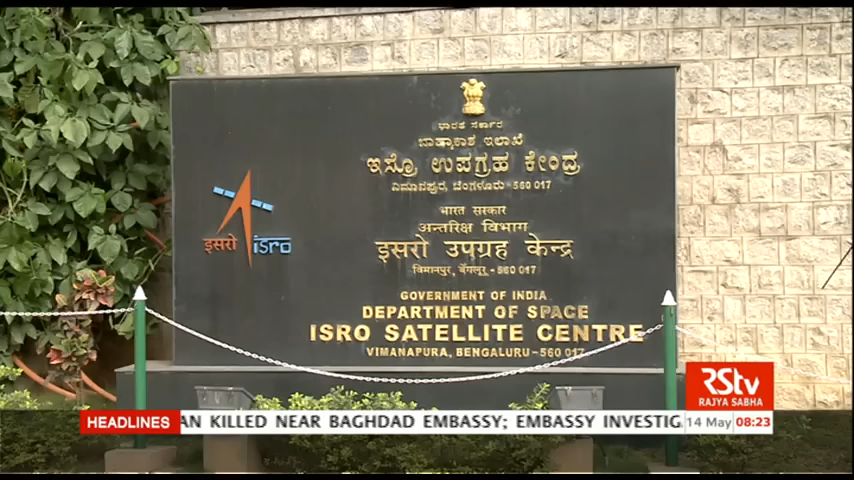 ಭಾರತ ಸರ್ಕಾರ
ಬಾಹ್ಯಾಕಾಶ ಇಲಾಖೆ
ಇಸ್ರೊ ಉಪಗ್ರಹ ಕೇಂದ್ರ
ವಿಮಾನಪುರ, ಬೆಂಗಳೂರು-560 017
भारत सरकार
अन्तरिक्ष विभाग
इसरो उपग्रह केन्द्र
विमानपुर, बेंगलूर्-560 017
इसरो isro
GOVERNMENT OF INDIA
DEPARTMENT OF SPACE
ISRO SATELLITE CENTRE
VIMANAPURA, BENGALURU-560 017
RStv
RAJYA SABHA
HEADLINES AN KILLED NEAR BAGHDAD EMBASSY; EMBASSY INVESTIG 14 May 08:23